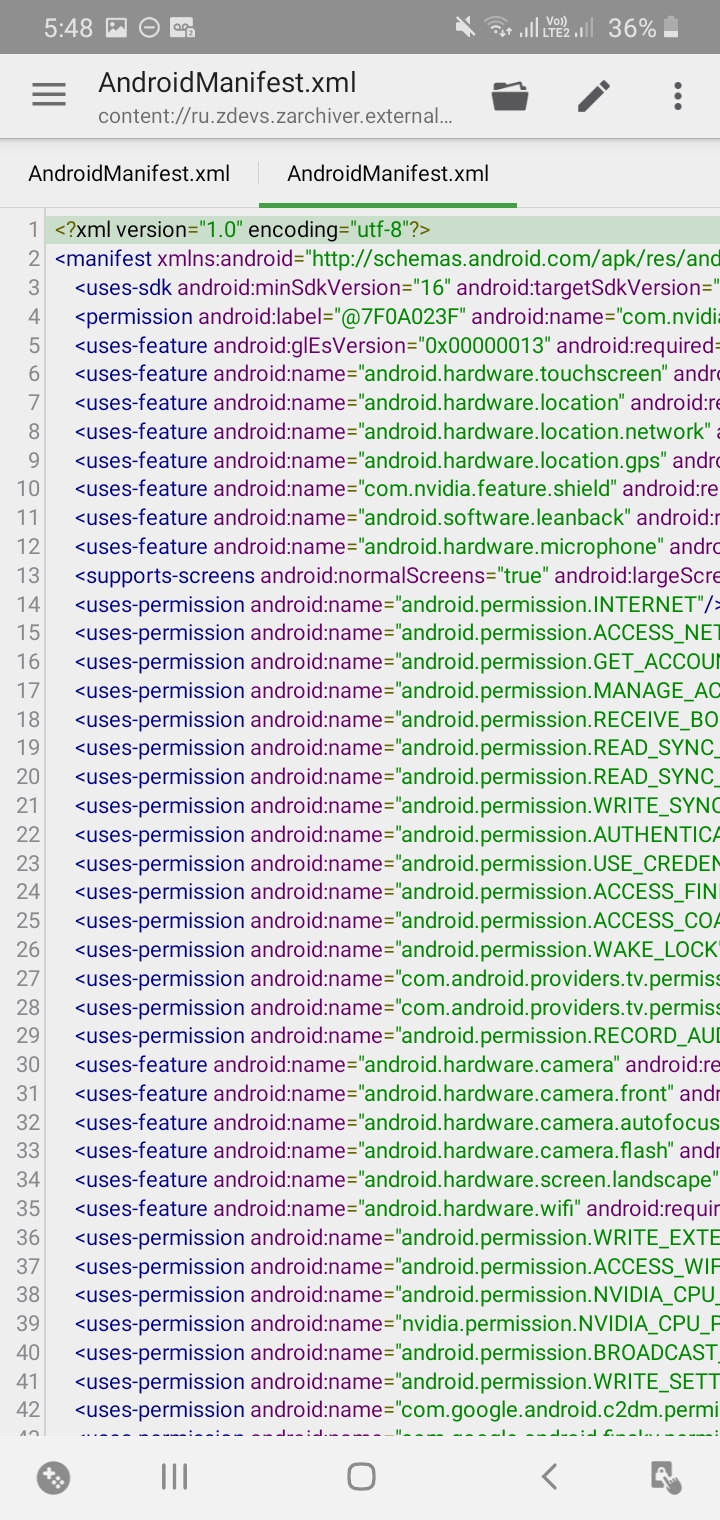 5:48
Vo)) LTE2 36%
AndroidManifest.xml
content://ru.zdevs.zarchiver.external...
AndroidManifest.xml AndroidManifest.xml
1 <?xml version="1.0" encoding="utf-8"?>
2 <manifest xmlns:android="http://schemas.android.com/apk/res/and
3 <uses-sdk android:minSdkVersion="16" android:targetSdkVersion="
4 <permission android:label="@7F0A023F" android:name="com.nvidia
5 <uses-feature android:glEsVersion="0x00000013" android:required=
6 <uses-feature android:name="android.hardware.touchscreen" andro
7 <uses-feature android:name="android.hardware.location" android:re
8 <uses-feature android:name="android.hardware.location.network" a
9 <uses-feature android:name="android.hardware.location.gps" andro
10 <uses-feature android:name="com.nvidia.feature.shield" android:re
11 <uses-feature android:name="android.software.leanback" android:r
12 <uses-feature android:name="android.hardware.microphone" andro
13 <supports-screens android:normalScreens="true" android:largeScre
14 <uses-permission android:name="android.permission.INTERNET"/>
15 <uses-permission android:name="android.permission.ACCESS_NET
16 <uses-permission android:name="android.permission.GET_ACCOUN
17 <uses-permission android:name="android.permission.MANAGE_AC
18 <uses-permission android:name="android.permission.RECEIVE_BO
19 <uses-permission android:name="android.permission.READ_SYNC_
20 <uses-permission android:name="android.permission.READ_SYNC_
21 <uses-permission android:name="android.permission.WRITE_SYNC
22 <uses-permission android:name="android.permission.AUTHENTICA
23 <uses-permission android:name="android.permission.USE_CREDEN
24 <uses-permission android:name="android.permission.ACCESS_FINE
25 <uses-permission android:name="android.permission.ACCESS_COA
26 <uses-permission android:name="android.permission.WAKE_LOCK"
27 <uses-permission android:name="com.android.providers.tv.permiss
28 <uses-permission android:name="com.android.providers.tv.permiss
29 <uses-permission android:name="android.permission.RECORD_AUD
30 <uses-feature android:name="android.hardware.camera" android:re
31 <uses-feature android:name="android.hardware.camera.front" andr
32 <uses-feature android:name="android.hardware.camera.autofocus
33 <uses-feature android:name="android.hardware.camera.flash" andr
34 <uses-feature android:name="android.hardware.screen.landscape"
35 <uses-feature android:name="android.hardware.wifi" android:requir
36 <uses-permission android:name="android.permission.WRITE_EXTE
37 <uses-permission android:name="android.permission.ACCESS_WIF
38 <uses-permission android:name="android.permission.NVIDIA_CPU_
39 <uses-permission android:name="nvidia.permission.NVIDIA_CPU_P
40 <uses-permission android:name="android.permission.BROADCAST_
41 <uses-permission android:name="android.permission.WRITE_SETT
42 <uses-permission android:name="com.google.android.c2dm.permi